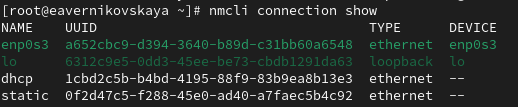 [root@eavernikovskaya ~]# nmcli connection show
NAME    UUID                                  TYPE      DEVICE
enp0s3  a652cbc9-d394-3640-b89d-c31bb60a6548  ethernet  enp0s3
lo      6312c9e5-0dd3-45ee-be73-cbdb1291da63  loopback  lo
dhcp    1cbd2c5b-b4bd-4195-88f9-83b9ea8b13e3  ethernet  --
static  0f2d47c5-f288-45e0-ad40-a7faec5b4c92  ethernet  --